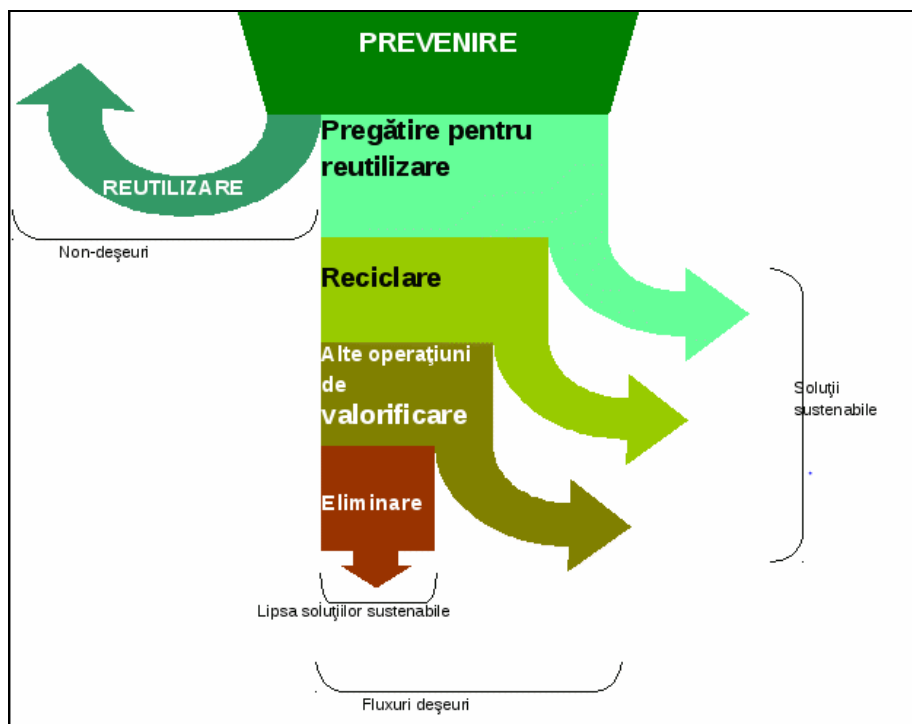 PREVENIRE
Pregătire pentru
reutilizare
REUTILIZARE
Non-deşeuri
Reciclare
Alte operaţiuni
de
valorificare
Soluţii
sustenabile
Eliminare
Lipsa soluţiilor sustenabile
Fluxuri deşeuri